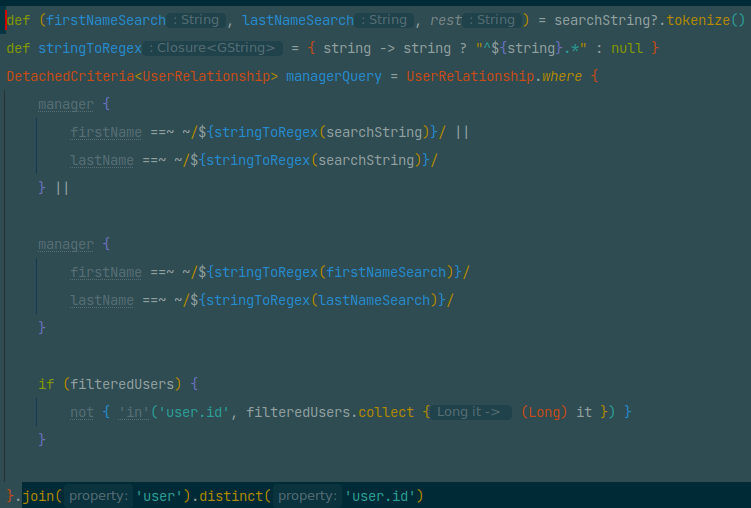 def (firstNameSearch : String , lastNameSearch : String , rest : String ) = searchString?.tokenize()
def stringToRegex : Closure<GString> = { string -> string ? "^${string}.*" : null }
DetachedCriteria<UserRelationship> managerQuery = UserRelationship.where {
manager {
firstName ==~ ~/${stringToRegex(searchString)}/ ||
lastName ==~ ~/${stringToRegex(searchString)}/
} ||
manager {
firstName ==~ ~/${stringToRegex(firstNameSearch)}/
lastName ==~ ~/${stringToRegex(lastNameSearch)}/
}
if (filteredUsers) {
not { 'in'('user.id', filteredUsers.collect { Long it -> (Long) it }) }
}
}.join( property: 'user').distinct( property: 'user.id')